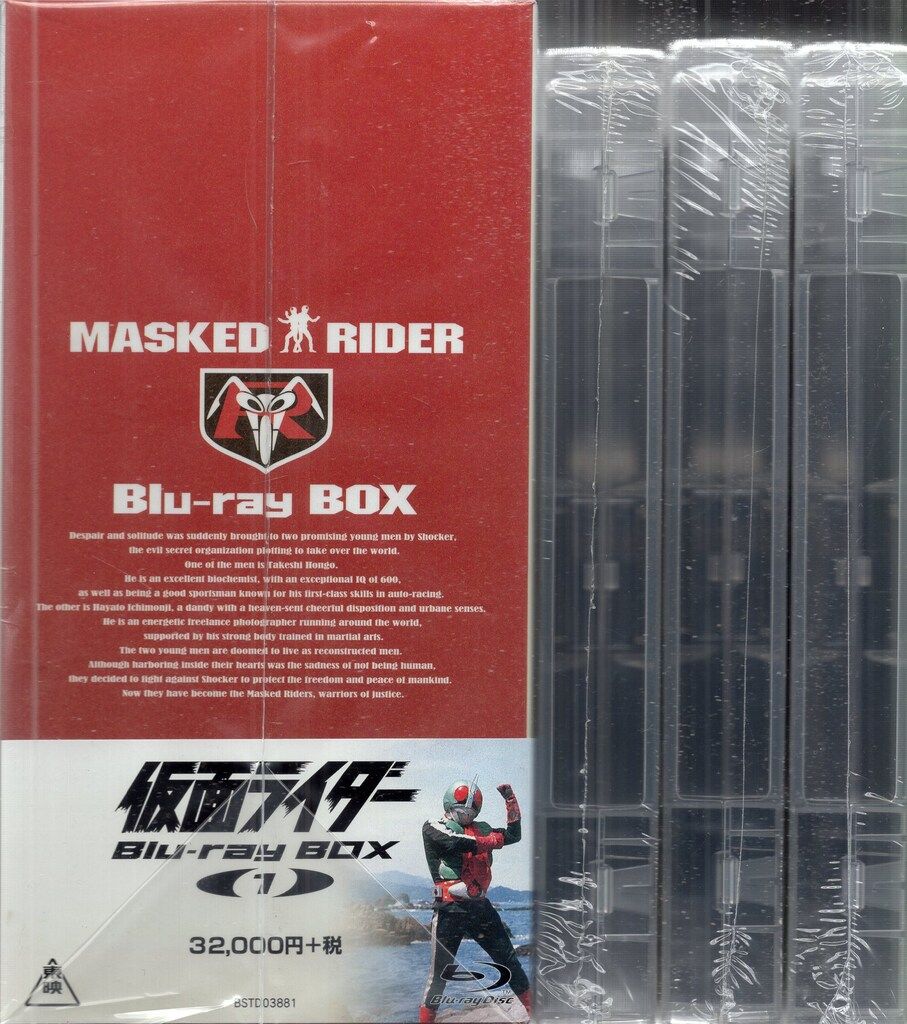 MASKED RIDER
Blu-ray BOX
Despair and solitude was suddenly brought to two promising young men by Shocker,
the evil secret organization plotting to take over the world.
One of the men is Takeshi Hongo.
He is an excellent biochemist, with an exceptional IQ of 600,
as well as being a good sportsman known for his first-class skills in auto-racing.
The other is Hayato Ichimonji, a dandy with a heaven-sent cheerful disposition and urbane senses.
He is an energetic freelance photographer running around the world,
supported by his strong body trained in martial arts.
The two young men are doomed to live as reconstructed men.
Although harboring inside their hearts was the sadness of not being human,
they decided to fight against Shocker to protect the freedom and peace of mankind.
Now they have become the Masked Riders, warriors of justice.
仮面ライダー
Blu-ray BOX
1
32,000円+税
東映
BSTD03881
Blu-ray Disc